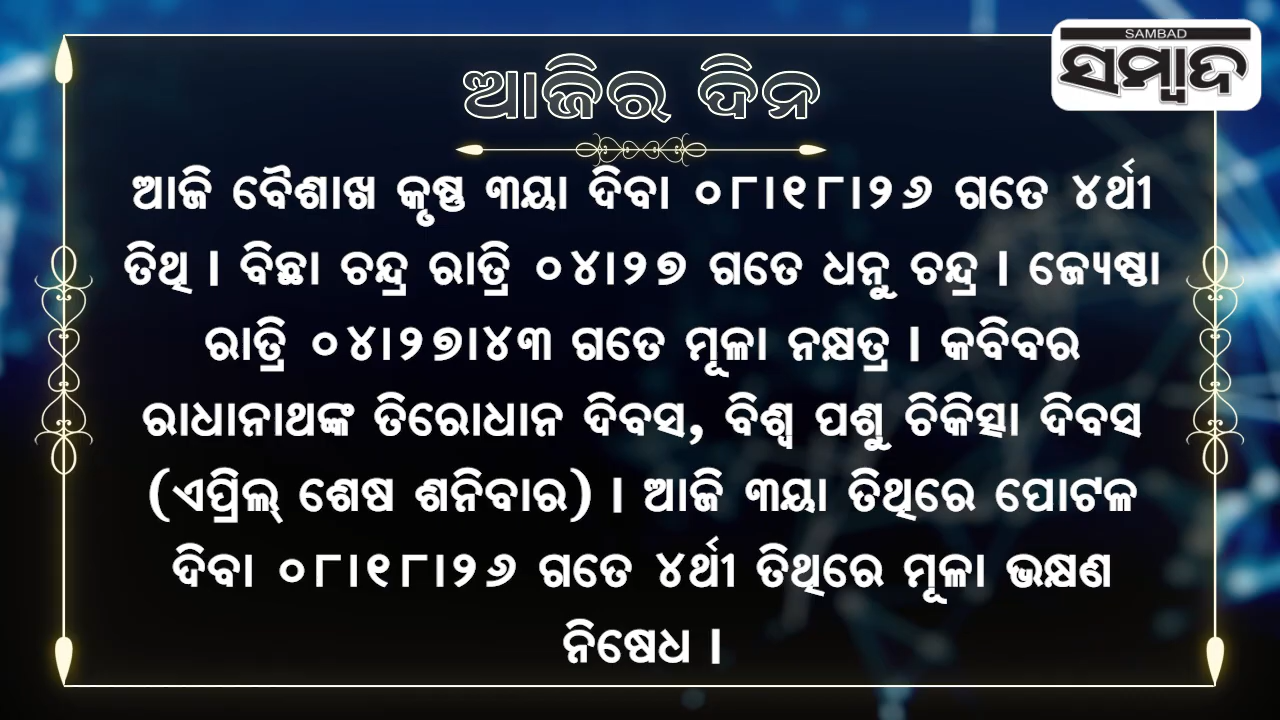 SAMBAD
ସମ୍ବାଦ
ଆଜିର ଦିନ
ଆଜି ବୈଶାଖ କୃଷ୍ଣ ୩ୟା ଦିବା ୦୮।୧୮।୨୬ ଗତେ ୪ର୍ଥୀ
ତିଥି । ବିଛା ଚନ୍ଦ୍ର ରାତ୍ରି ୦୪।୨୭ ଗତେ ଧନୁ ଚନ୍ଦ୍ର । ଜ୍ୟେଷ୍ଠା
ରାତ୍ରି ୦୪।୨୭।୪୩ ଗତେ ମୂଳା ନକ୍ଷତ୍ର । କବିବର
ରାଧାନାଥଙ୍କ ତିରୋଧାନ ଦିବସ, ବିଶ୍ୱ ପଶୁ ଚିକିତ୍ସା ଦିବସ
(ଏପ୍ରିଲ୍ ଶେଷ ଶନିବାର) । ଆଜି ୩ୟା ତିଥିରେ ପୋଟଳ
ଦିବା ୦୮।୧୮।୨୬ ଗତେ ୪ର୍ଥୀ ତିଥିରେ ମୂଳା ଭକ୍ଷଣ
ନିଷେଧ ।